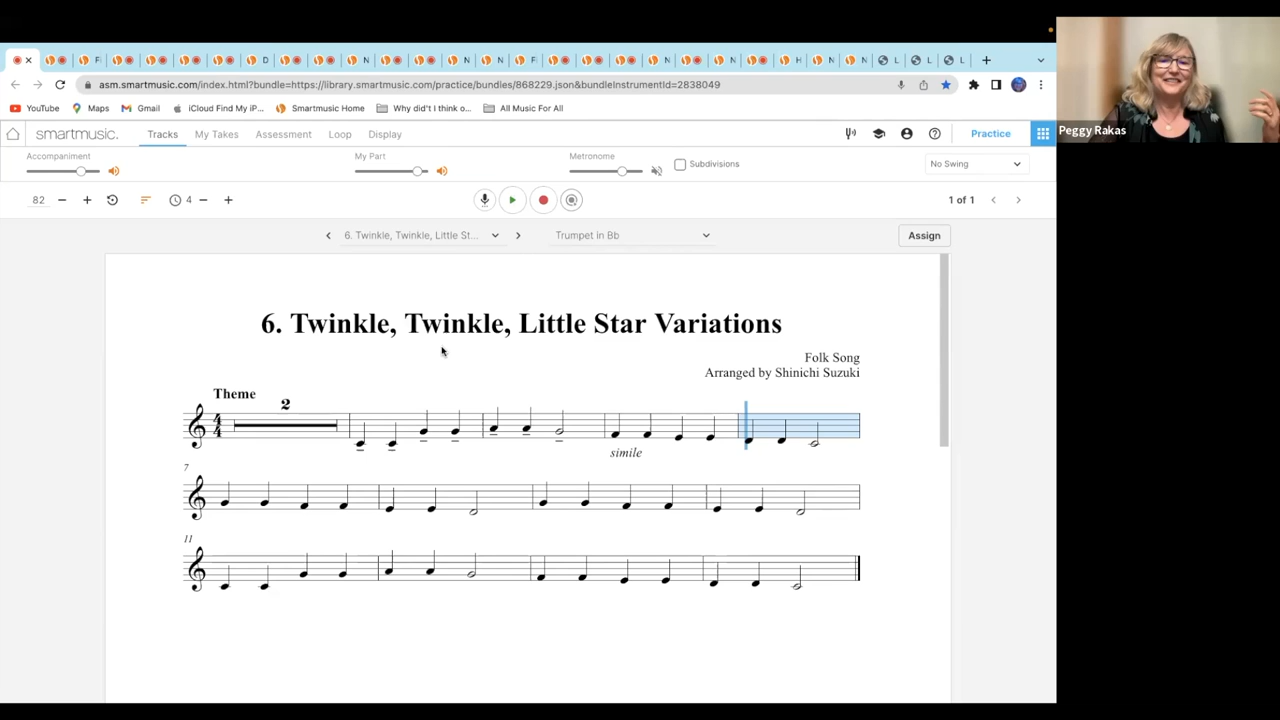 F
D
N
N
F
N
N
H
N
N
L
L
L
asm.smartmusic.com/index.html?bundle=https://library.smartmusic.com/practice/bundles/868229.json&bundleInstrumentId=2838049
YouTube Maps Gmail iCloud Find My iP... Smartmusic Home Why did't I think o... All Music For All
Peggy Rakas
smartmusic. Tracks My Takes Assessment Loop Display Practice
Accompaniment My Part Metronome Subdivisions No Swing
82 4 1 of 1
6. Twinkle, Twinkle, Little St... Trumpet in Bb Assign
6. Twinkle, Twinkle, Little Star Variations
Folk Song
Arranged by Shinichi Suzuki
Theme
2
4
4
simile
7
11